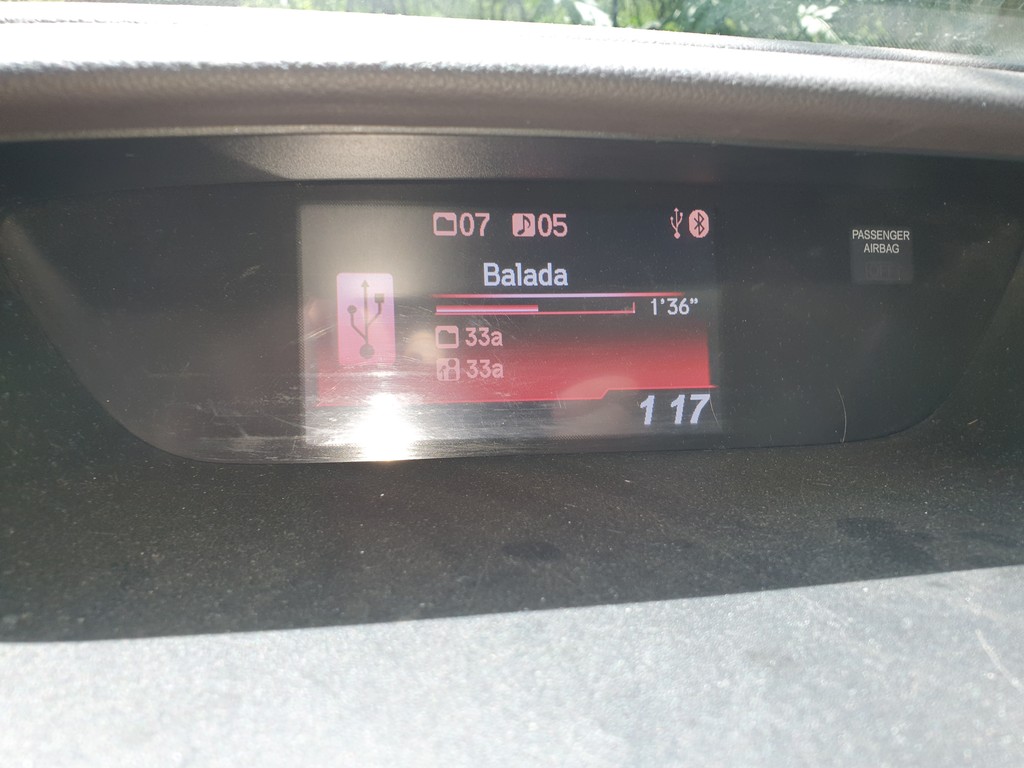 07 05
Balada
1'36"
33a
33a
1 17
PASSENGER
AIRBAG